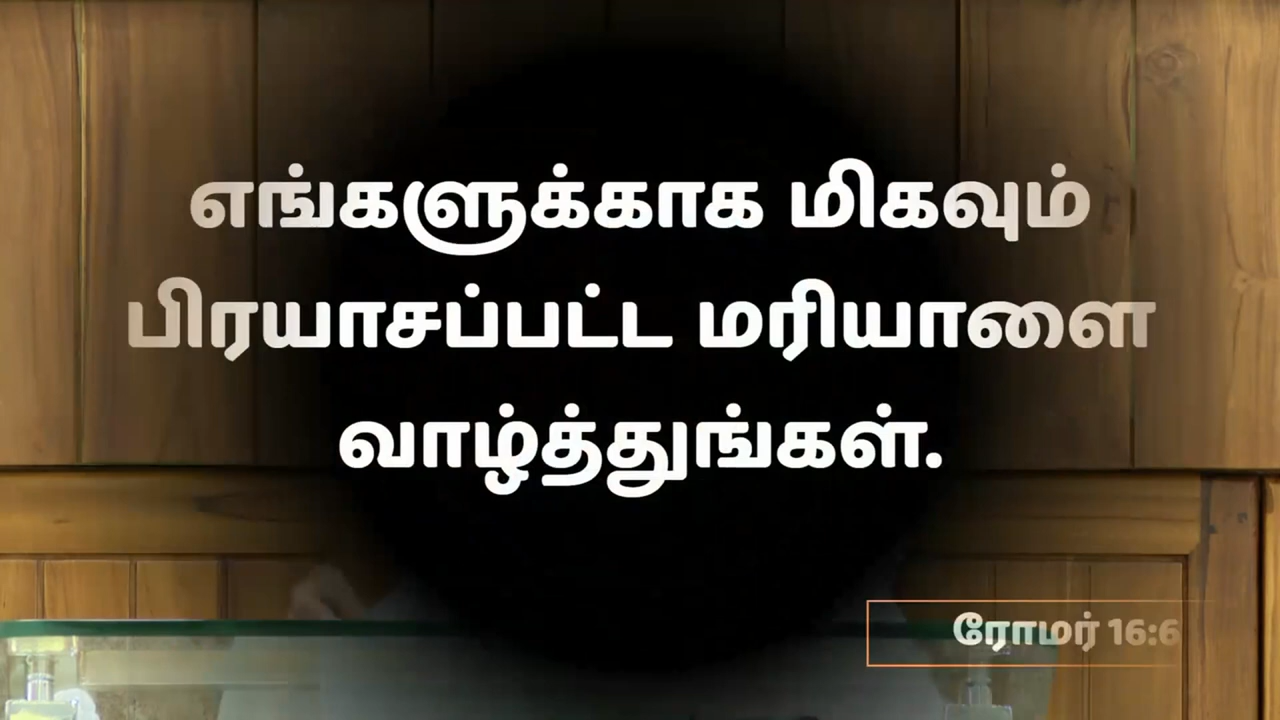 எங்களுக்காக மிகவும்
பிரயாசப்பட்ட மரியாளை
வாழ்த்துங்கள்.
ரோமர் 16:6